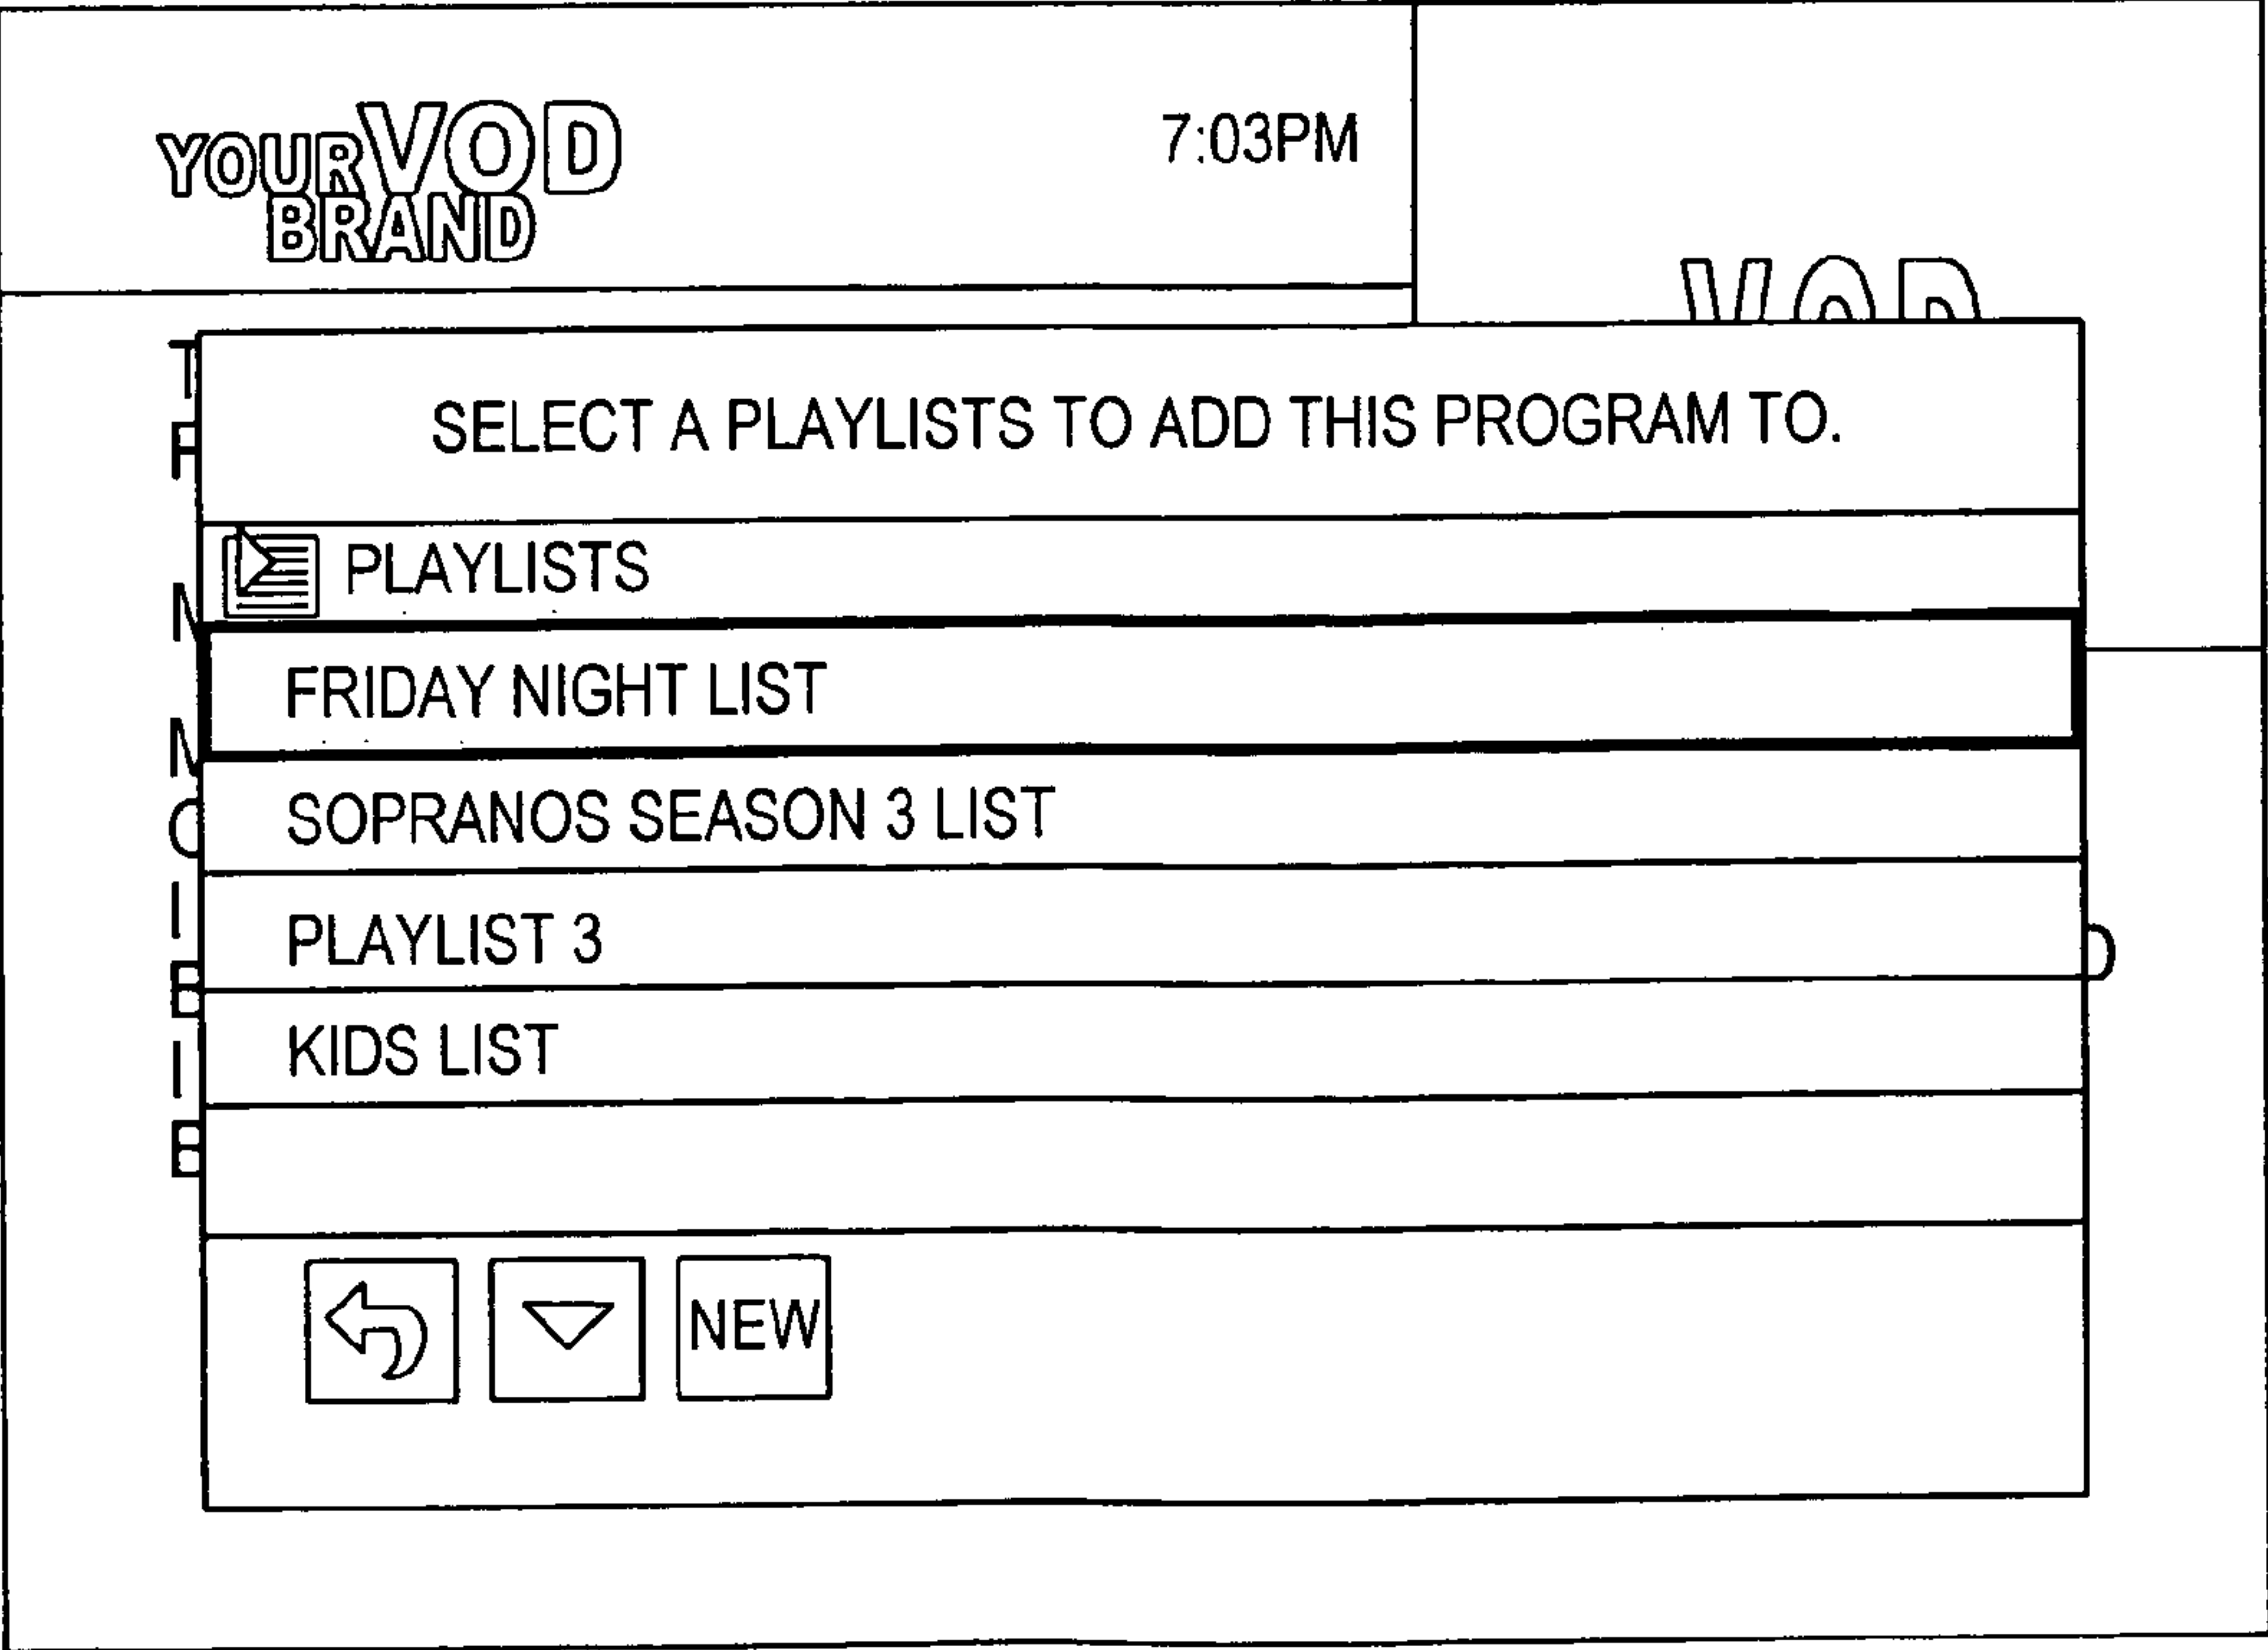 YOUR VOD
BRAND
7:03PM
VOD
SELECT A PLAYLISTS TO ADD THIS PROGRAM TO.
PLAYLISTS
FRIDAY NIGHT LIST
SOPRANOS SEASON 3 LIST
PLAYLIST 3
KIDS LIST
NEW